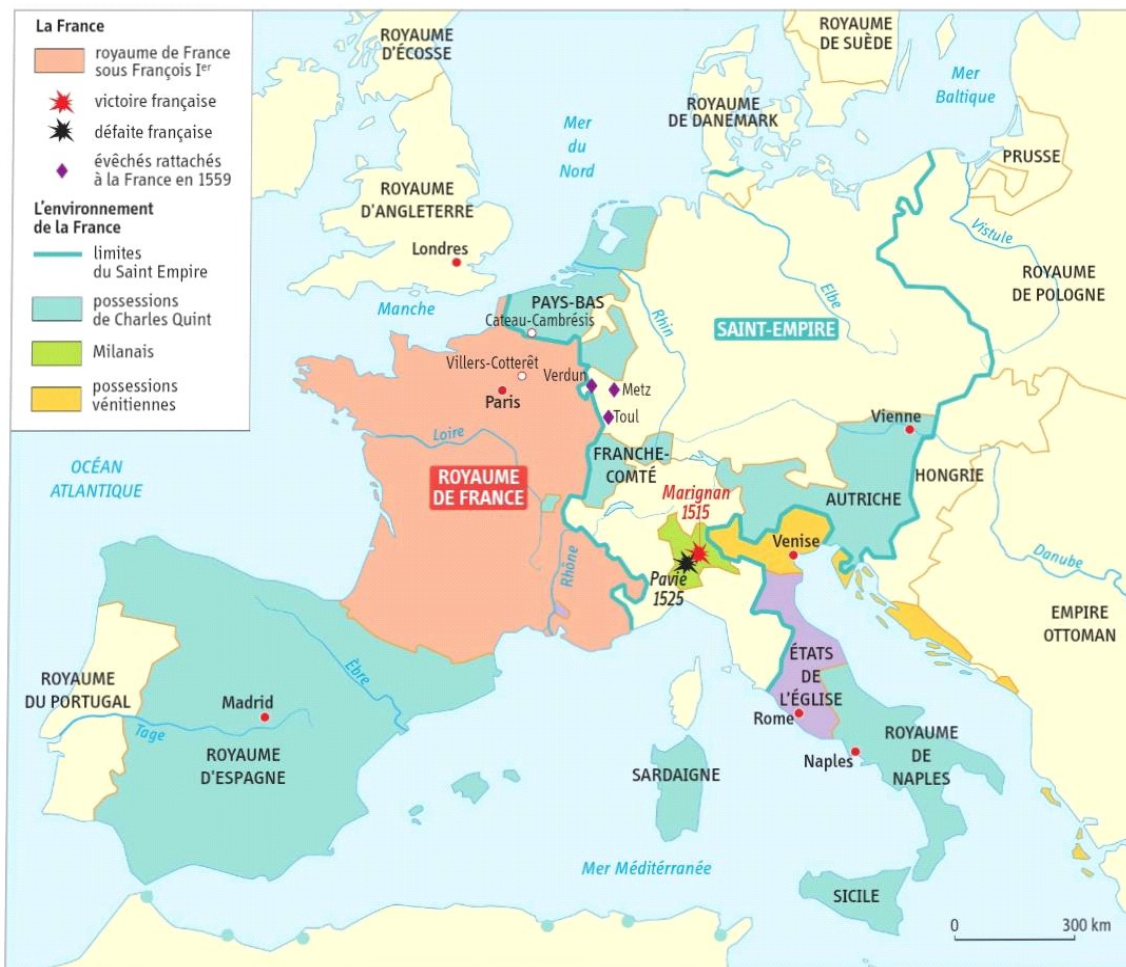 La France
royaume de France
sous François Ier
victoire française
défaite française
évêchés rattachés
à la France en 1559
L'environnement
de la France
limites
du Saint Empire
possessions
de Charles Quint
Milanais
possessions
vénitiennes
ROYAUME
D'ÉCOSSE
ROYAUME
DE SUÈDE
Mer
Baltique
ROYAUME
DE DANEMARK
Mer
du
Nord
PRUSSE
ROYAUME
D'ANGLETERRE
Londres
Vistule
ROYAUME
DE POLOGNE
Manche
PAYS-BAS
Cateau-Cambrésis
Rhin
Elbe
SAINT-EMPIRE
Villers-Cotterêt
Verdun
Metz
Paris
Toul
Vienne
Loire
OCÉAN
ATLANTIQUE
ROYAUME
DE FRANCE
FRANCHE-
COMTÉ
HONGRIE
AUTRICHE
Marignan
1515
Venise
Danube
Rhône
Pavie
1525
EMPIRE
OTTOMAN
ROYAUME
DU PORTUGAL
Èbre
ÉTATS
DE
L'ÉGLISE
Madrid
Rome
Tage
ROYAUME
D'ESPAGNE
ROYAUME
DE
NAPLES
Naples
SARDAIGNE
Mer Méditérranée
SICILE
0 300 km